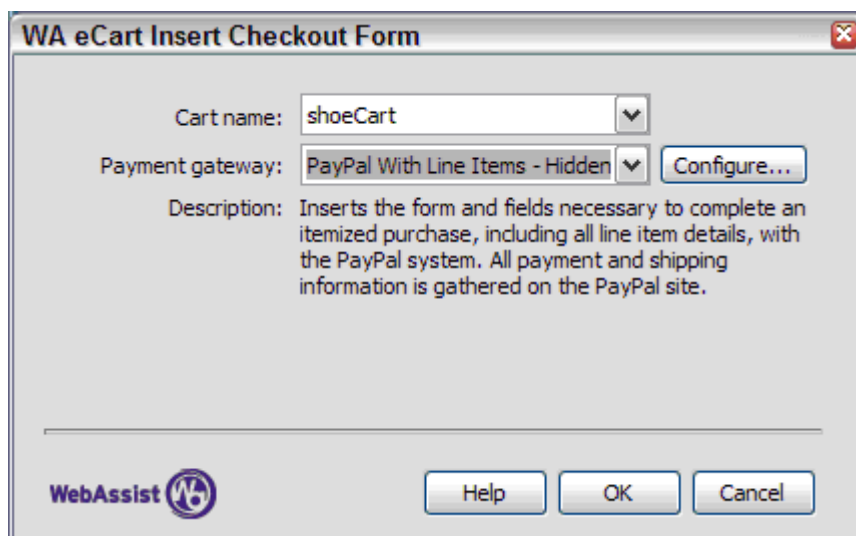 WA eCart Insert Checkout Form
Cart name: shoeCart
Payment gateway: PayPal With Line Items - Hidden Configure...
Description: Inserts the form and fields necessary to complete an
itemized purchase, including all line item details, with
the PayPal system. All payment and shipping
information is gathered on the PayPal site.
WebAssist Help OK Cancel